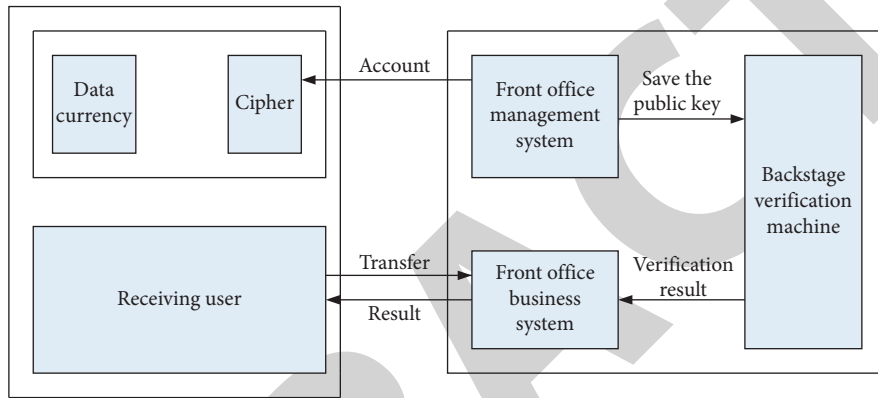 Data
currency
Cipher
Account
Front office
management
system
Save the
public key
Backstage
verification
machine
Receiving user
Transfer
Result
Front office
business
system
Verification
result